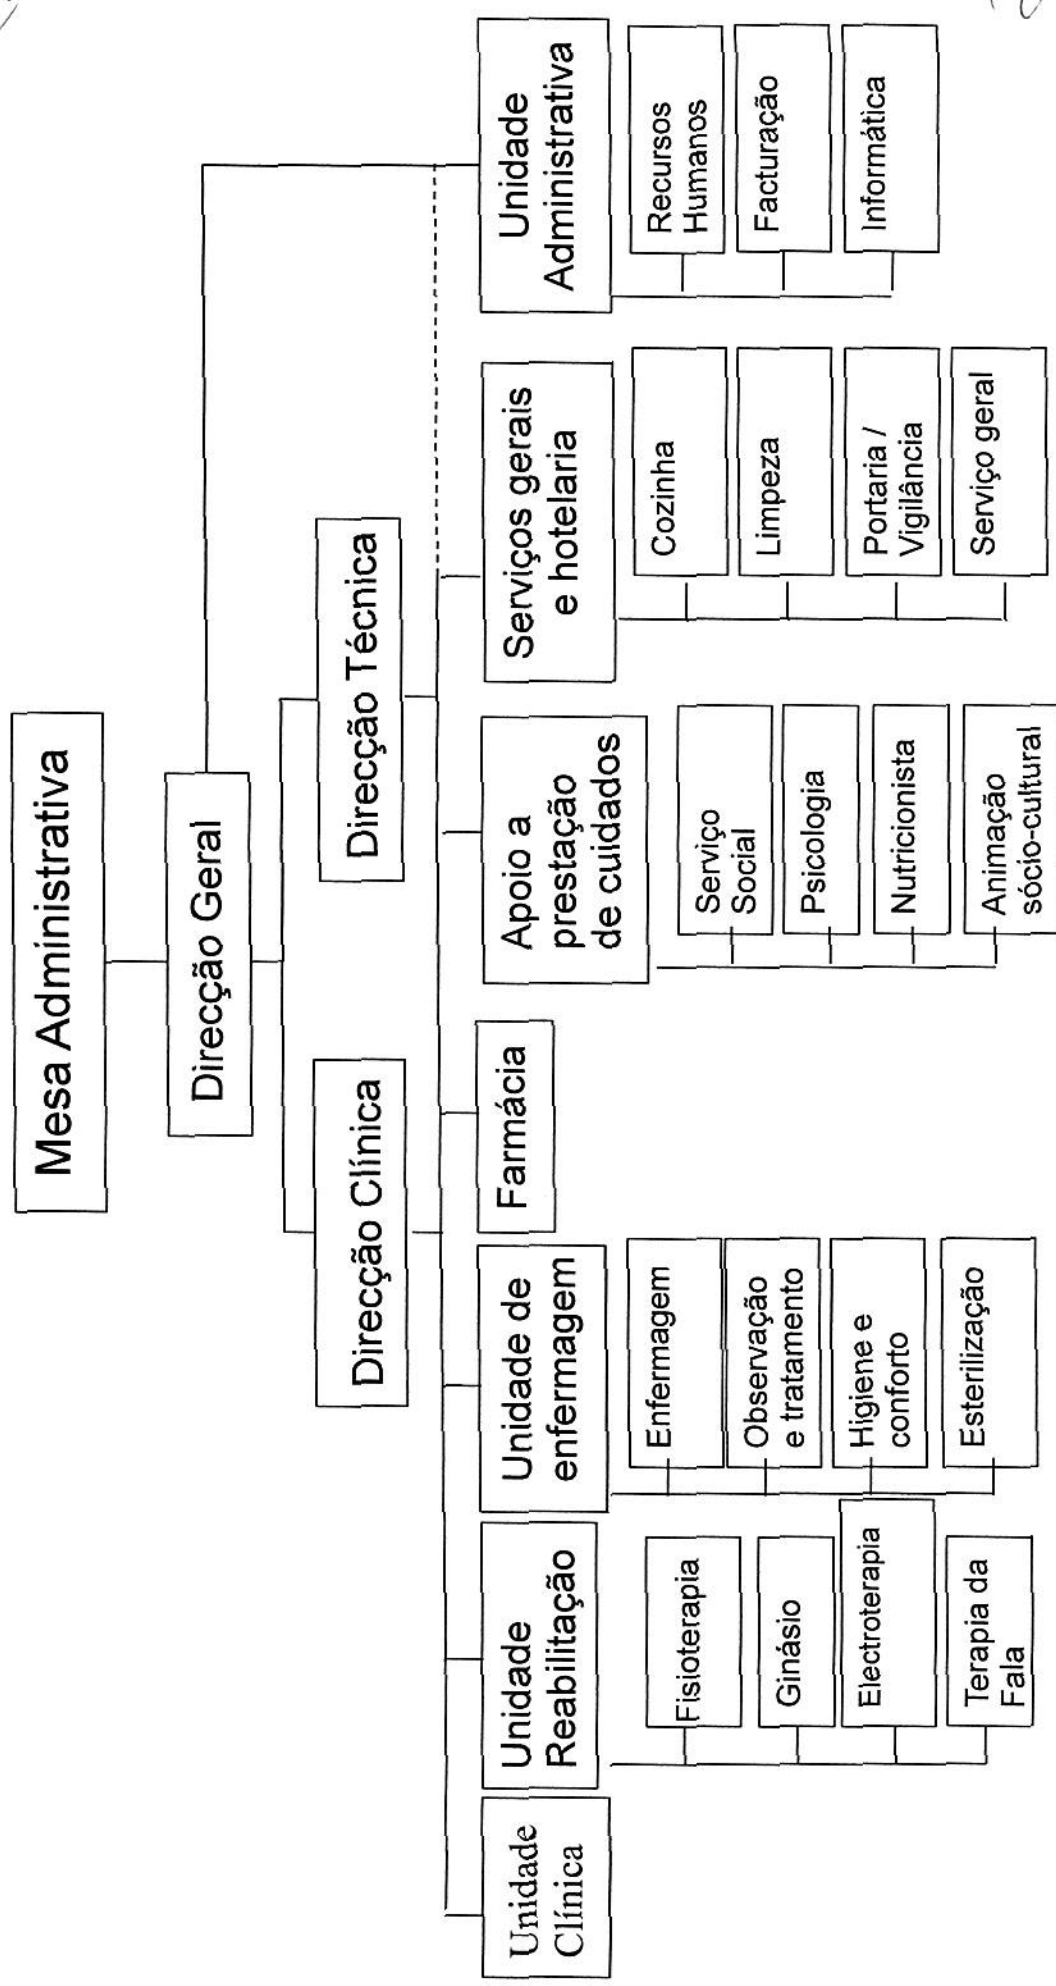 Mesa Administrativa
Direcção Geral
Direcção Clínica
Direcção Técnica
Unidade
Clínica
Unidade
Reabilitação
Fisioterapia
Ginásio
Electroterapia
Terapia da
Fala
Unidade de
enfermagem
Enfermagem
Observação
e tratamento
Higiene e
conforto
Esterilização
Farmácia
Apoio a
prestação
de cuidados
Serviço
Social
Psicologia
Nutricionista
Animação
sócio-cultural
Serviços gerais
e hotelaria
Cozinha
Limpeza
Portaria /
Vigilância
Serviço geral
Unidade
Administrativa
Recursos
Humanos
Facturação
Informática